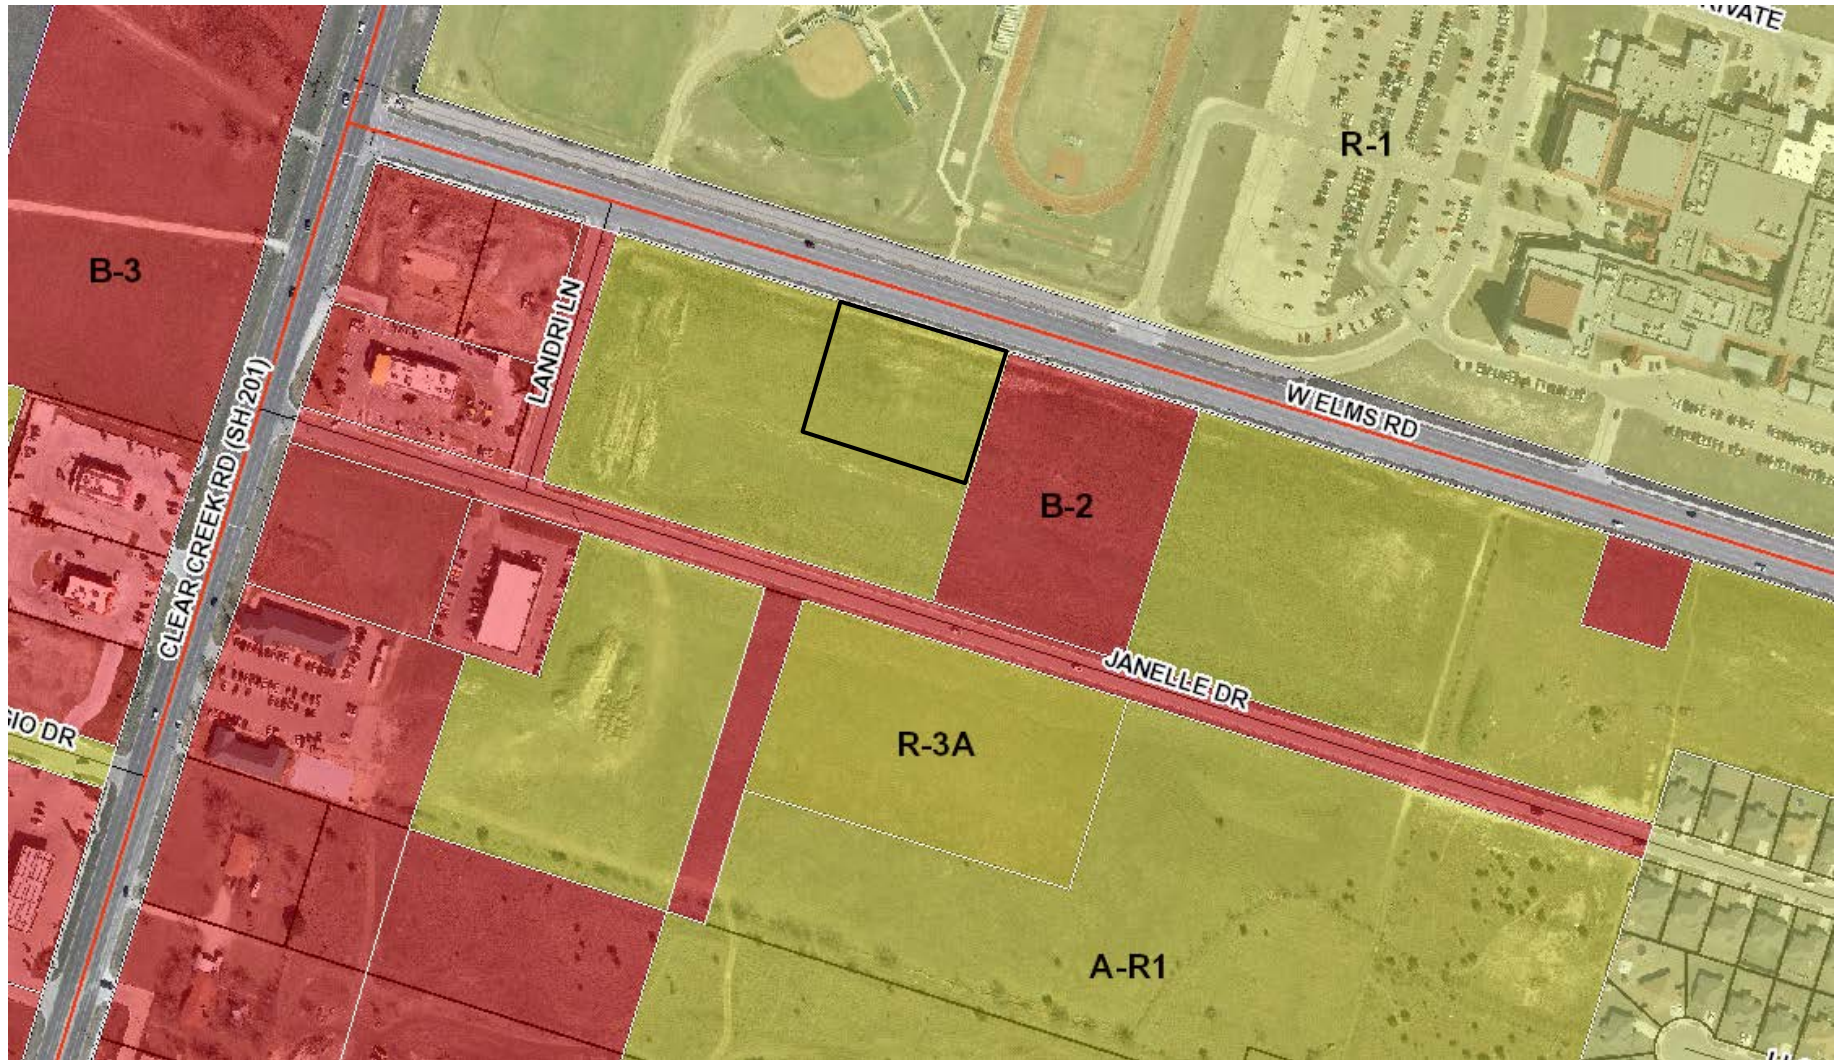 R-1
B-3
LANDRI LN
W ELMS RD
CLEAR CREEK RD (SH 201)
B-2
JANELLE DR
R-3A
A-R1